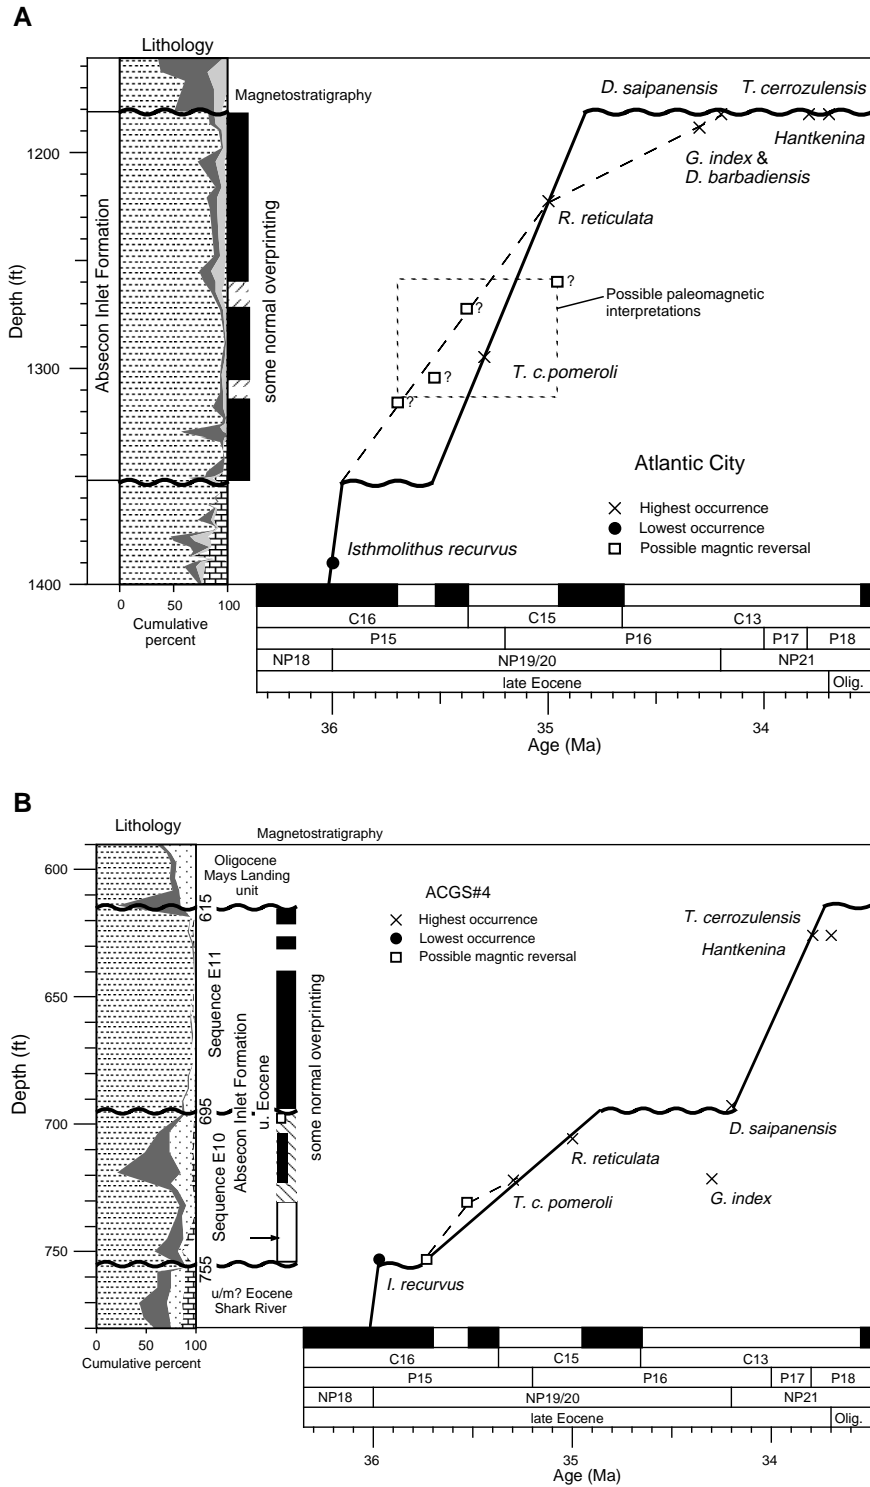 A
Lithology
Magnetostratigraphy
D. saipanensis
T. cerrozulensis
Hantkenina
G. index &
D. barbadiensis
R. reticulata
Possible paleomagnetic
interpretations
T. c. pomeroli
?
?
?
?
Depth (ft)
1200
1300
1400
Absecon Inlet Formation
some normal overprinting
Atlantic City
Highest occurrence
Lowest occurrence
Possible magntic reversal
Isthmolithus recurvus
0
50
100
Cumulative
percent
C16
C15
C13
P15
P16
P17
P18
NP18
NP19/20
NP21
late Eocene
Olig.
36
35
34
Age (Ma)
B
Lithology
Magnetostratigraphy
Oligocene
Mays Landing
unit
ACGS#4
Highest occurrence
Lowest occurrence
Possible magntic reversal
T. cerrozulensis
Hantkenina
D. saipanensis
R. reticulata
T. c. pomeroli
G. index
I. recurvus
Depth (ft)
600
650
700
750
615
695
755
Sequence E11
Sequence E10
Absecon Inlet Formation
u. Eocene
some normal overprinting
u/m? Eocene
Shark River
0
50
100
Cumulative percent
C16
C15
C13
P15
P16
P17
P18
NP18
NP19/20
NP21
late Eocene
Olig.
36
35
34
Age (Ma)